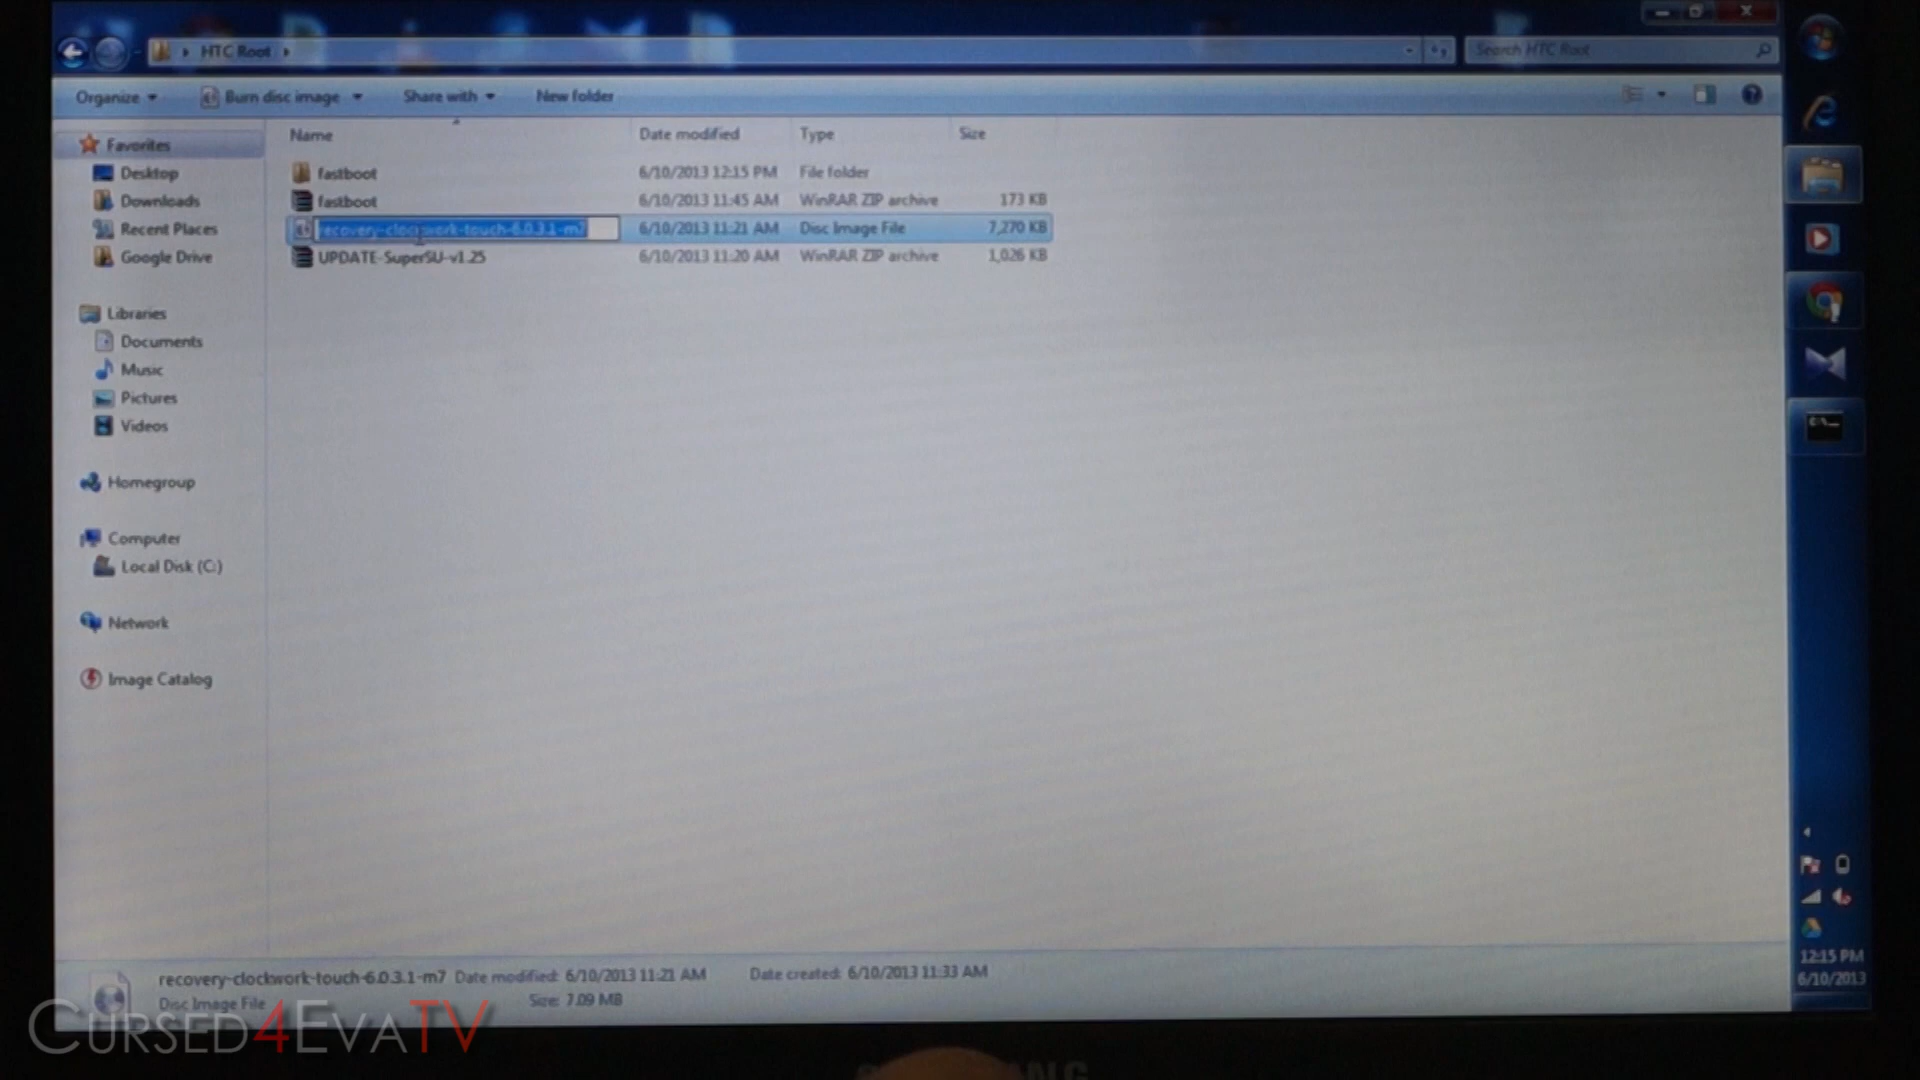 HTC Root
Search HTC Root
Organize
Burn disc image
Share with
New folder
Name
Date modified
Type
Size
Favorites
Desktop
Downloads
Recent Places
Google Drive
Libraries
Documents
Music
Pictures
Videos
Homegroup
Computer
Local Disk (C:)
Network
Image Catalog
fastboot 6/10/2013 12:15 PM File folder
fastboot 6/10/2013 11:45 AM WinRAR ZIP archive 173 KB
recovery-clockwork-touch-6.0.3.1-m7 6/10/2013 11:21 AM Disc Image File 7,270 KB
UPDATE-SuperSU-v1.25 6/10/2013 11:20 AM WinRAR ZIP archive 1,026 KB
recovery-clockwork-touch-6.0.3.1-m7 Date modified: 6/10/2013 11:21 AM Date created: 6/10/2013 11:33 AM
Disc Image File Size: 7.09 MB
12:15 PM
6/10/2013
CURSED4EVATV